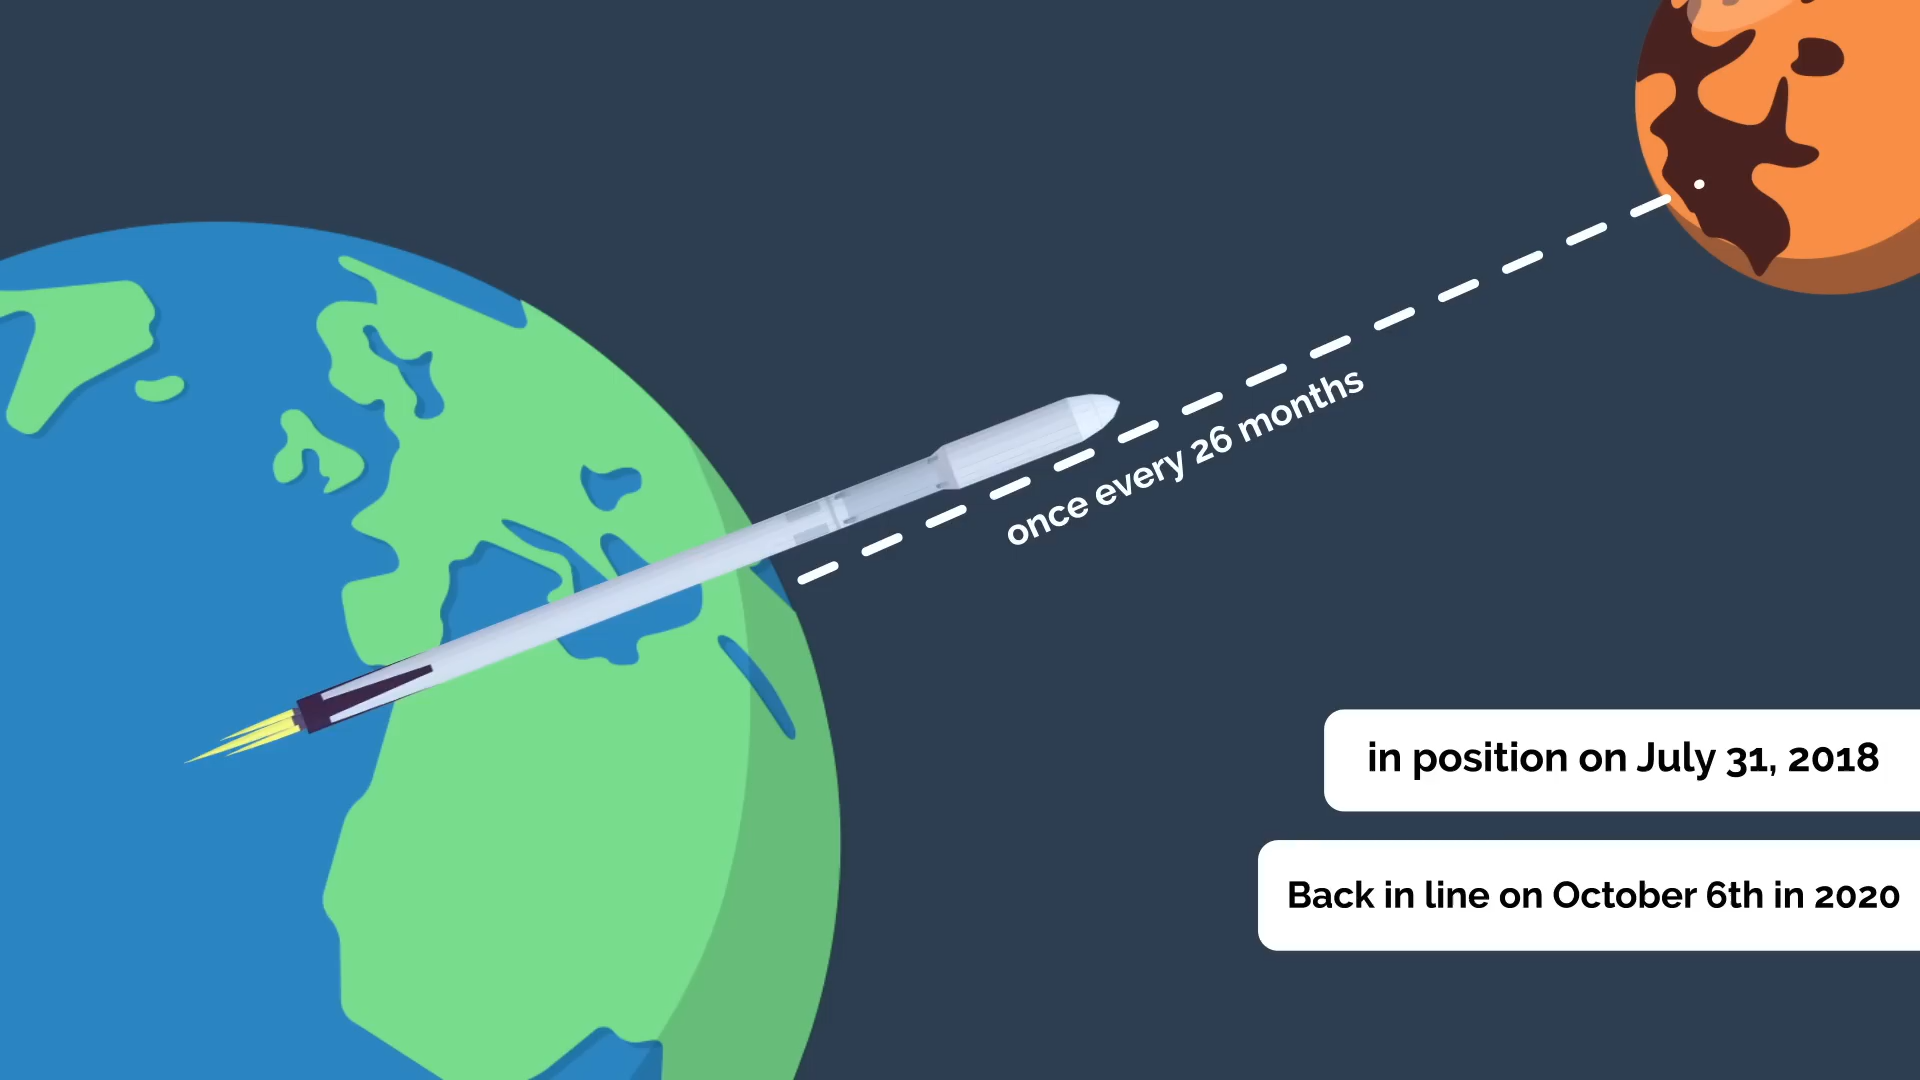 once every 26 months
in position on July 31, 2018
Back in line on October 6th in 2020